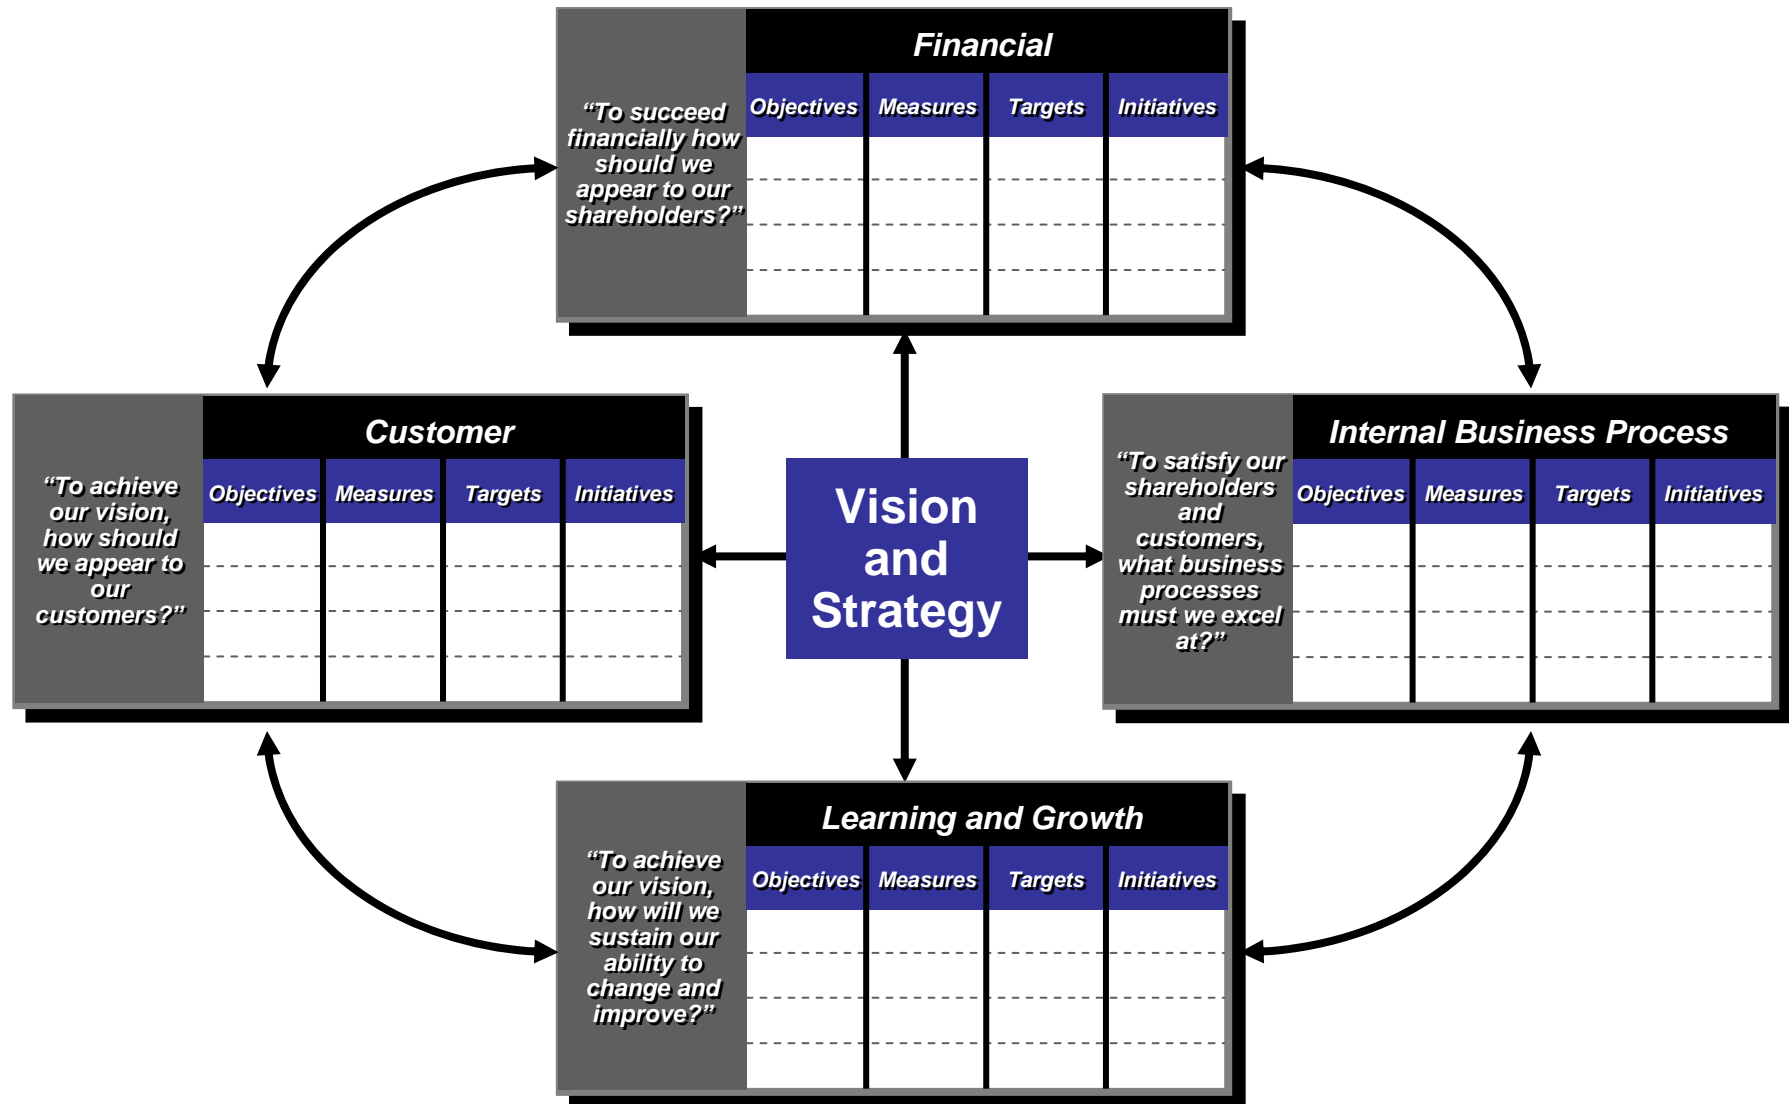 Financial
“To succeed
financially how
should we
appear to our
shareholders?”
Objectives Measures Targets Initiatives
Customer
“To achieve
our vision,
how should
we appear to
our
customers?”
Objectives Measures Targets Initiatives
Vision
and
Strategy
Internal Business Process
“To satisfy our
shareholders
and
customers,
what business
processes
must we excel
at?”
Objectives Measures Targets Initiatives
Learning and Growth
“To achieve
our vision,
how will we
sustain our
ability to
change and
improve?”
Objectives Measures Targets Initiatives